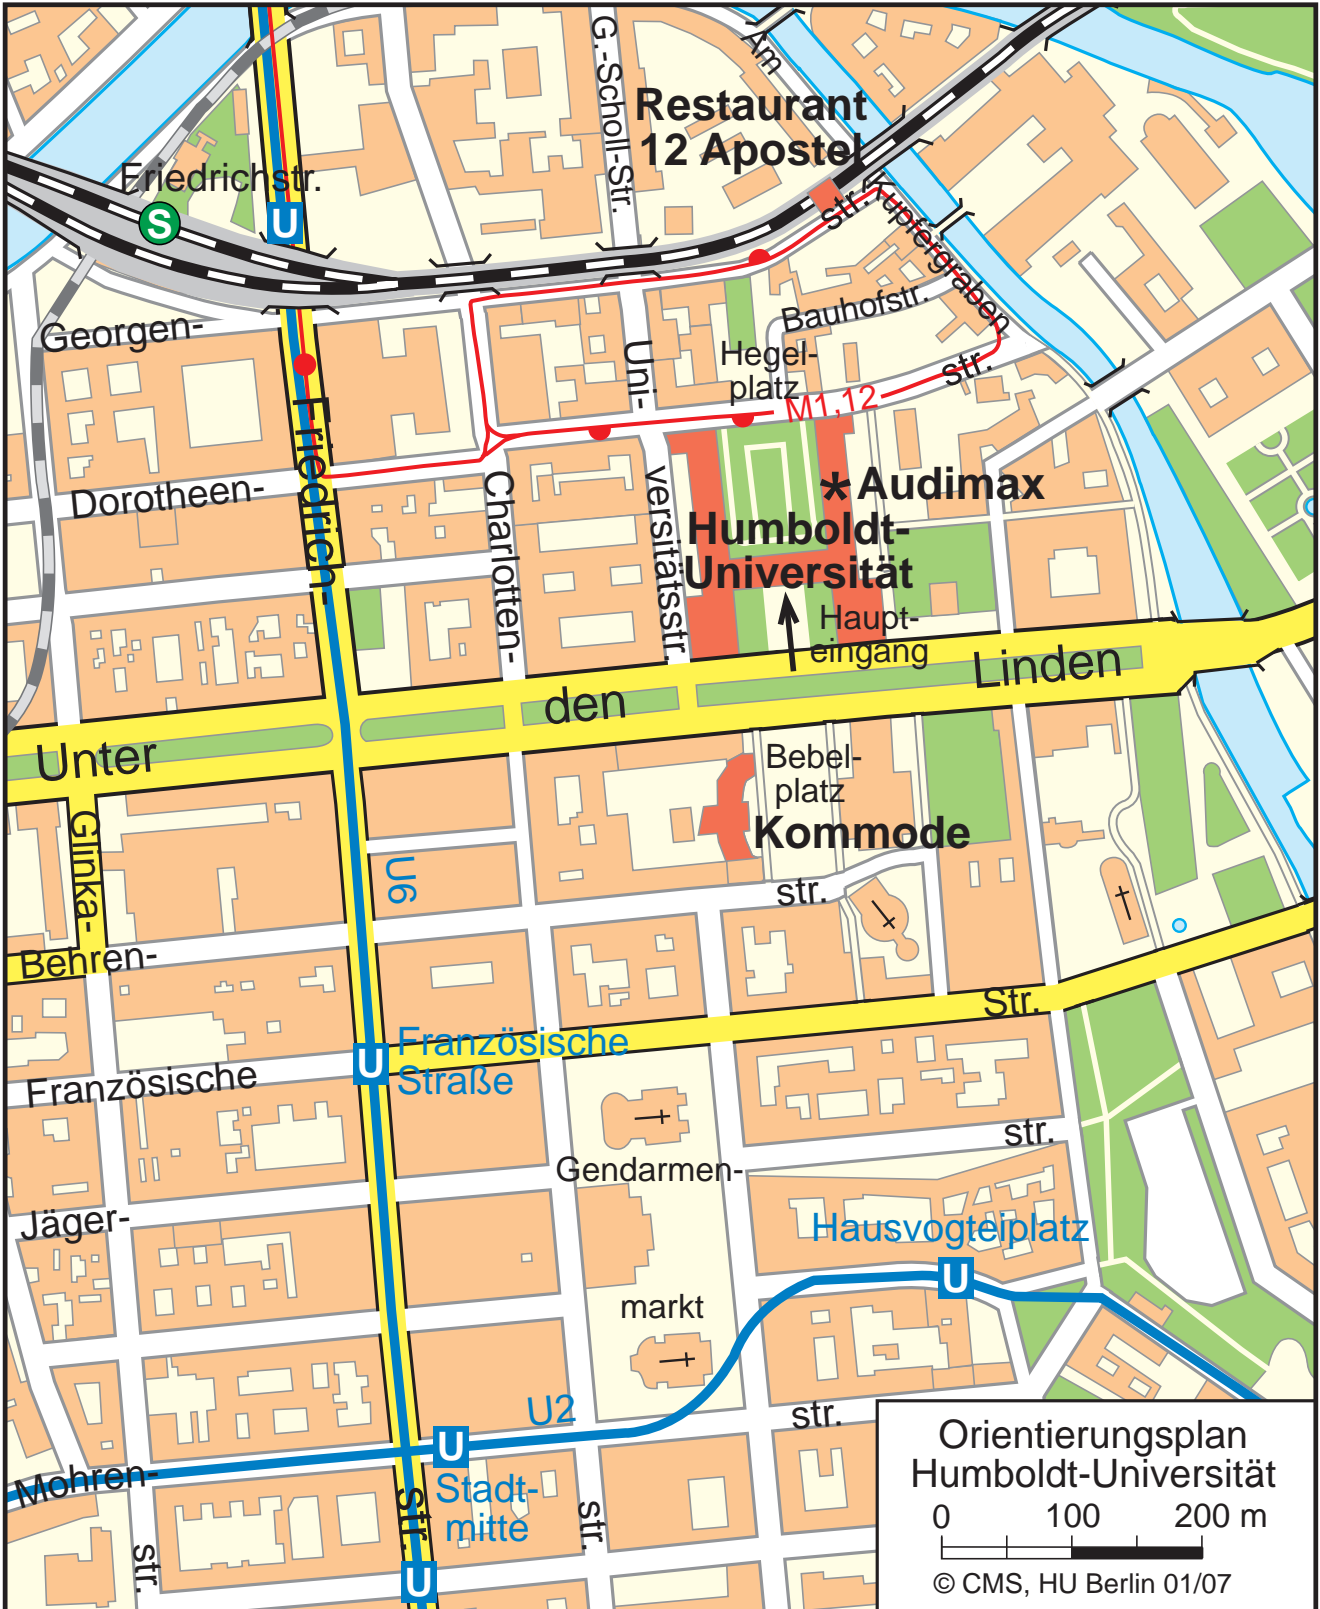 G.-Scholl-Str.
Am
Restaurant
12 Apostel
Friedrichstr.
S
U
str.
Kupfergraben
Georgen-
Bauhofstr.
Uni-
Hegel-
platz
str.
M1,12
Friedrich-
Dorotheen-
Charlotten-
versitätsstr.
* Audimax
Humboldt-
Universität
Haupt-
eingang
Unter
den
Linden
Bebel-
platz
Kommode
Glinka-
U6
str.
Behren-
Str.
U
Französische
Straße
Französische
str.
Gendarmen-
Jäger-
Hausvogteiplatz
U
markt
U2
str.
U
Stadt-
mitte
Mohren-
Str.
str.
str.
U
Orientierungsplan
Humboldt-Universität
0 100 200 m
© CMS, HU Berlin 01/07